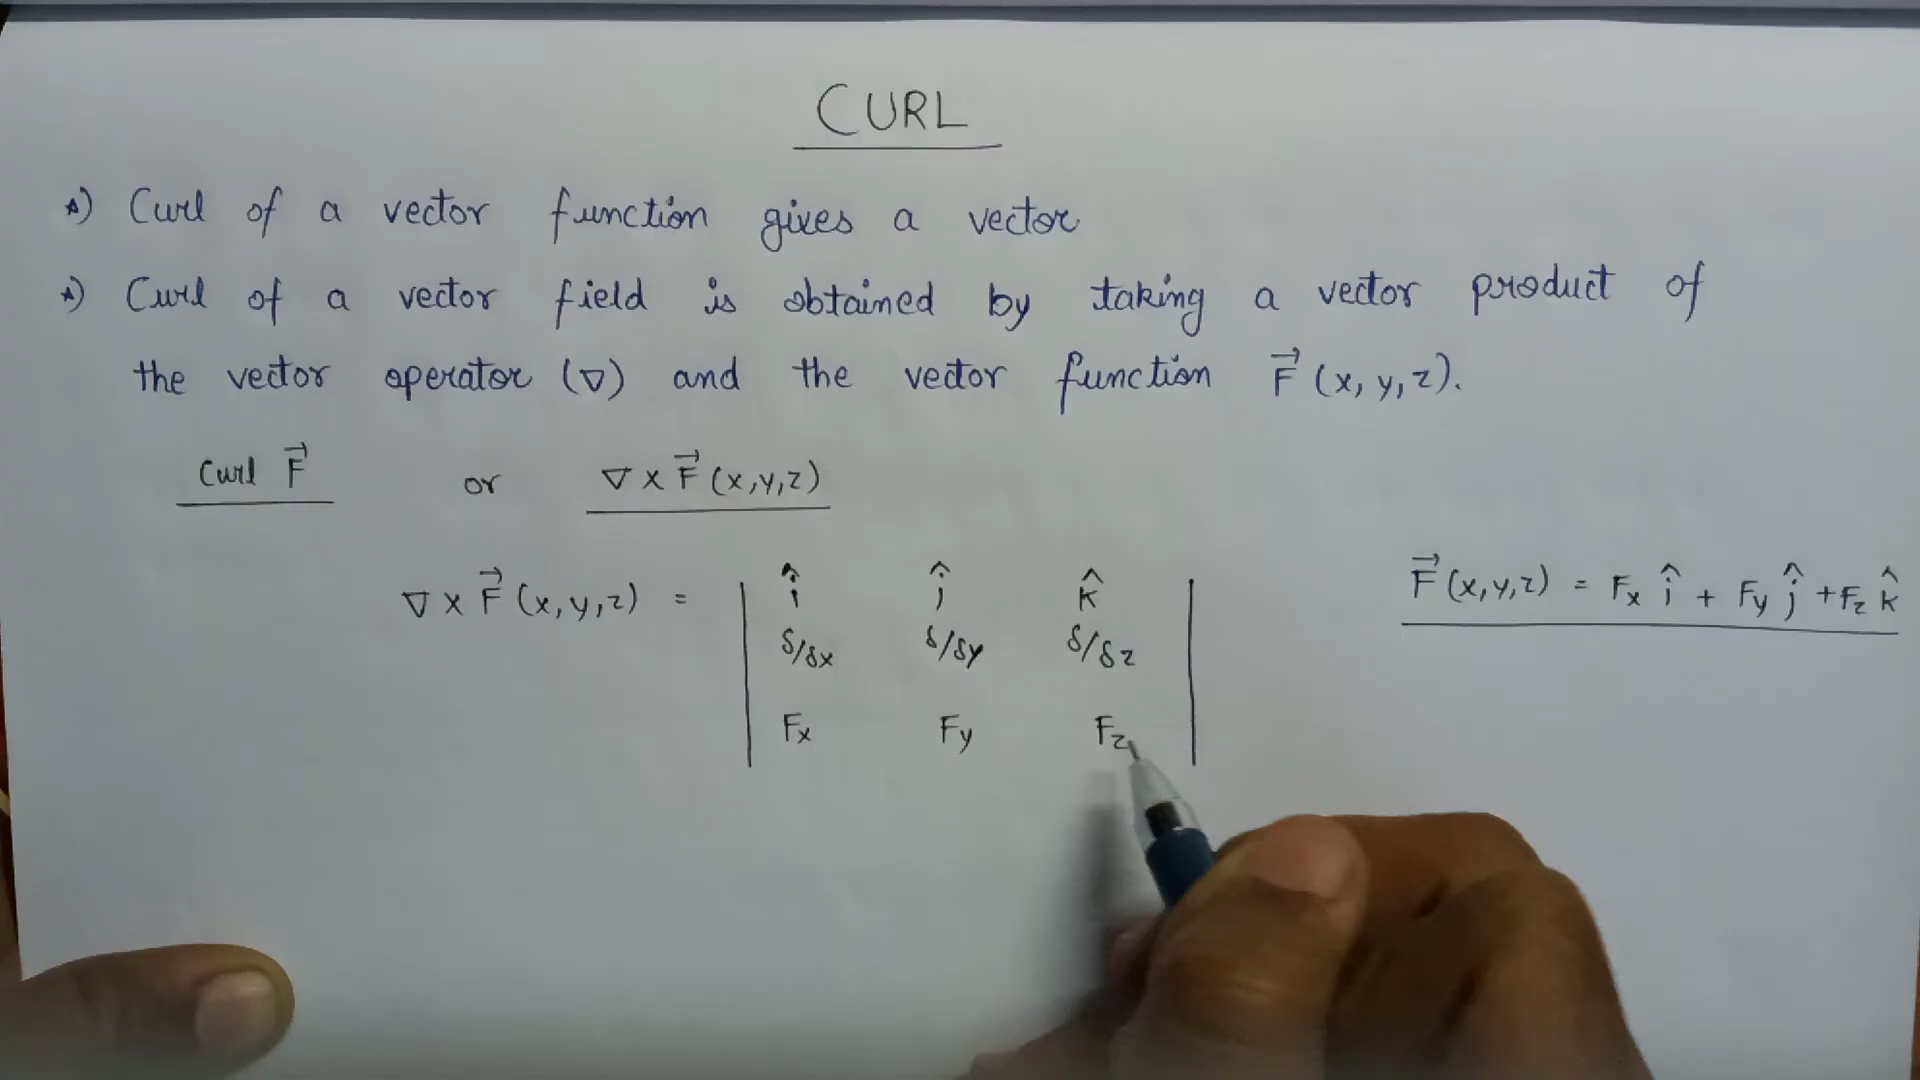 CURL
*) Curl of a vector function gives a vector
*) Curl of a vector field is obtained by taking a vector product of
the vector operator (∇) and the vector function F⃗ (x, y, z).
Curl F⃗ or ∇ x F⃗ (x,y,z)
∇ x F⃗ (x,y,z) = | î ĵ k̂ |
| δ/δx δ/δy δ/δz |
| Fx Fy Fz |
F⃗ (x,y,z) = Fx î + Fy ĵ + Fz k̂